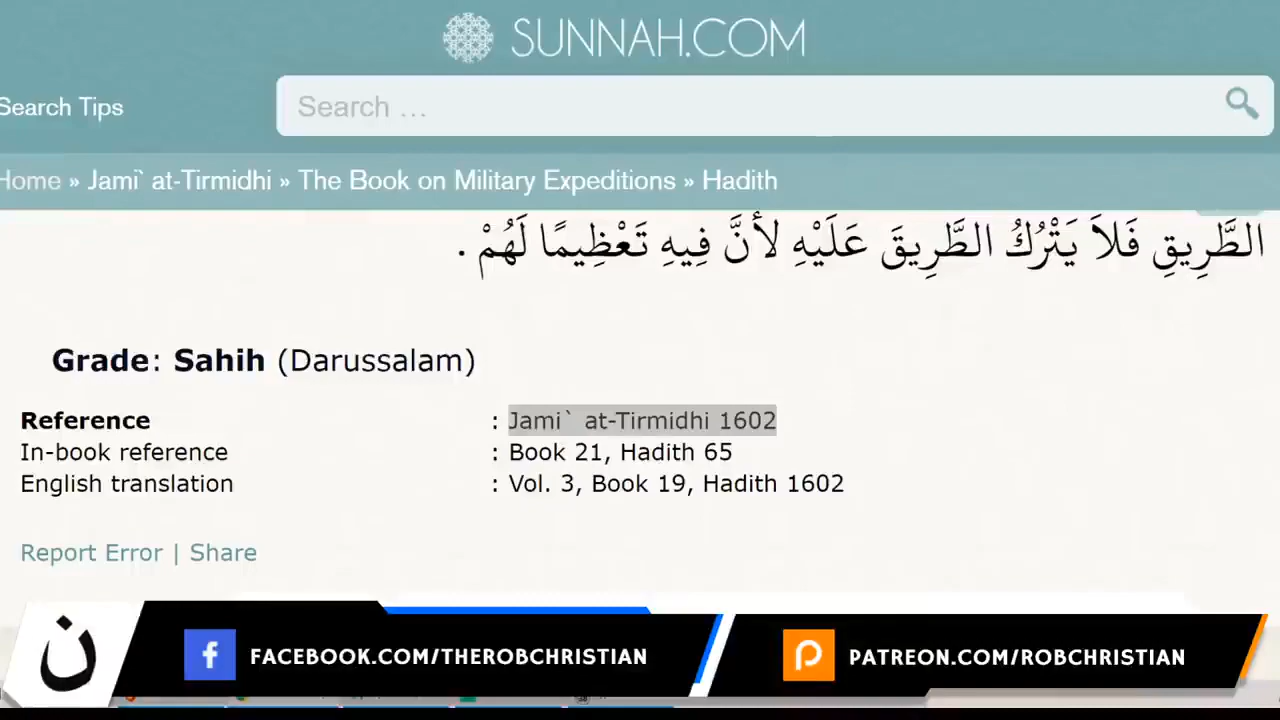 SUNNAH.COM
Search Tips
Search ...
Home » Jami` at-Tirmidhi » The Book on Military Expeditions » Hadith
الطَّرِيقِ فَلاَ يَتْرُكُ الطَّرِيقَ عَلَيْهِ لأَنَّ فِيهِ تَعْظِيمًا لَهُمْ ‏.‏
Grade: Sahih (Darussalam)
Reference : Jami` at-Tirmidhi 1602
In-book reference : Book 21, Hadith 65
English translation : Vol. 3, Book 19, Hadith 1602
Report Error | Share
ن FACEBOOK.COM/THEROBCHRISTIAN PATREON.COM/ROBCHRISTIAN